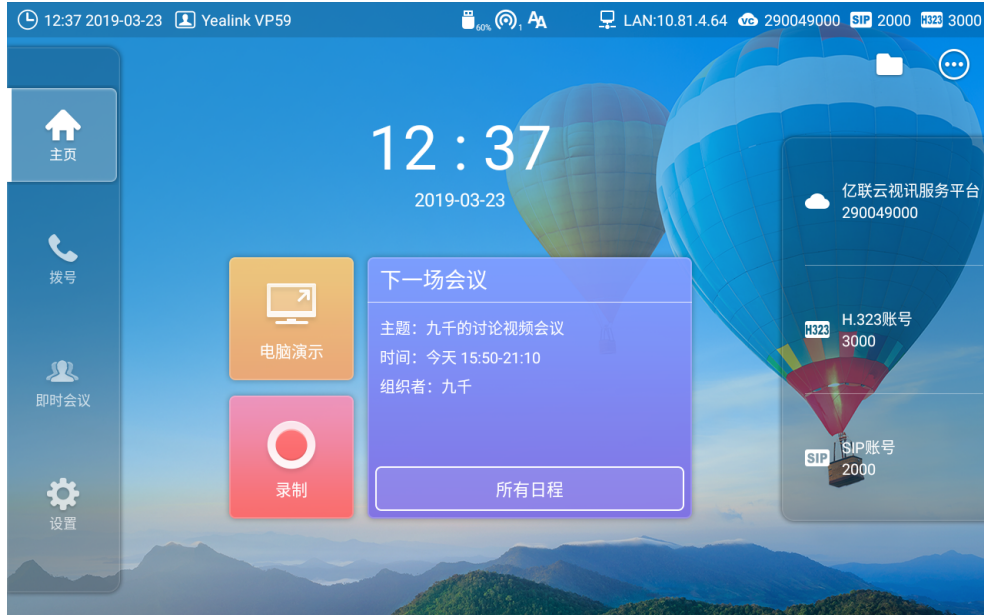 12:37 2019-03-23 Yealink VP59 60% 1 AA LAN:10.81.4.64 VC 290049000 SIP 2000 H323 3000
主页
拨号
即时会议
设置
12 : 37
2019-03-23
电脑演示
录制
下一场会议
主题：九千的讨论视频会议
时间：今天 15:50-21:10
组织者：九千
所有日程
亿联云视讯服务平台
290049000
H323 H.323账号
3000
SIP SIP账号
2000